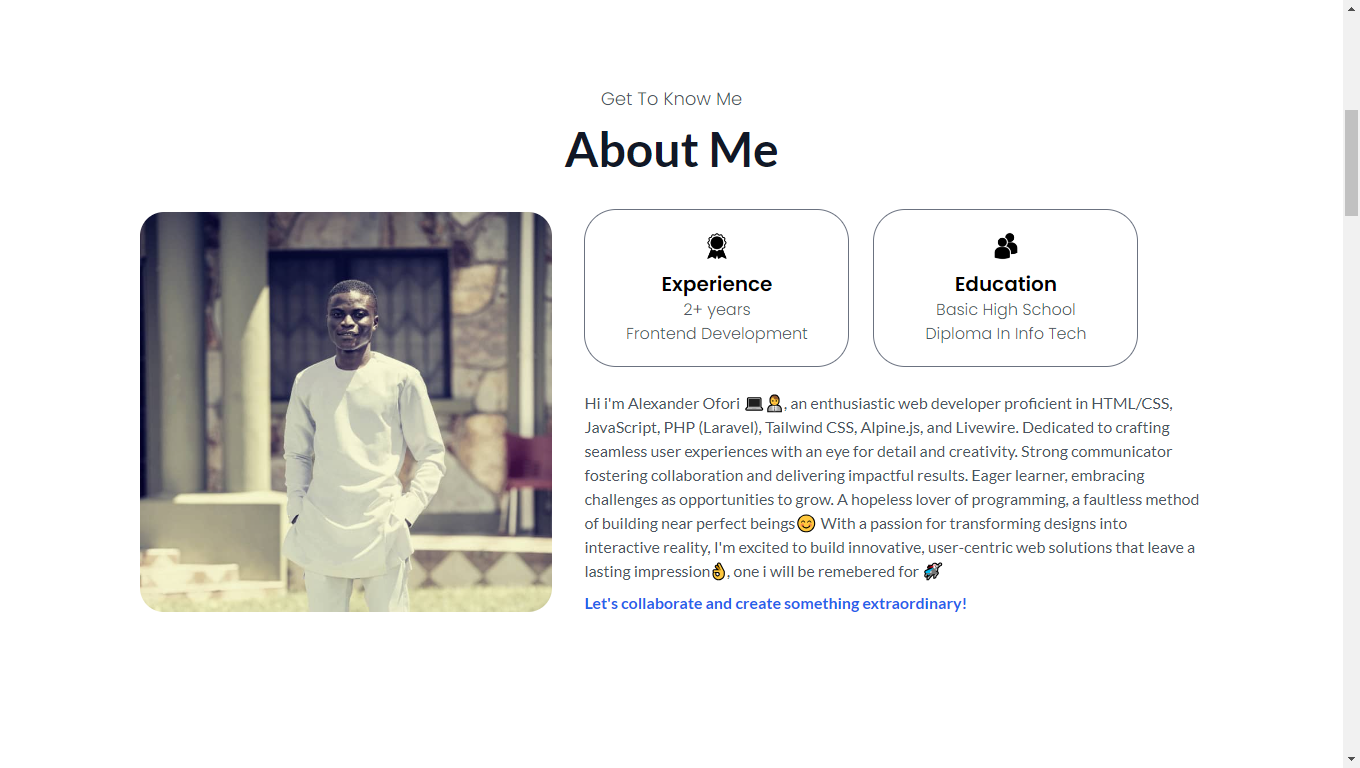 Get To Know Me
About Me
Experience
2+ years
Frontend Development
Education
Basic High School
Diploma In Info Tech
Hi i'm Alexander Ofori 💻👨‍💼, an enthusiastic web developer proficient in HTML/CSS,
JavaScript, PHP (Laravel), Tailwind CSS, Alpine.js, and Livewire. Dedicated to crafting
seamless user experiences with an eye for detail and creativity. Strong communicator
fostering collaboration and delivering impactful results. Eager learner, embracing
challenges as opportunities to grow. A hopeless lover of programming, a faultless method
of building near perfect beings😊 With a passion for transforming designs into
interactive reality, I'm excited to build innovative, user-centric web solutions that leave a
lasting impression👌, one i will be remebered for 🚀
Let's collaborate and create something extraordinary!